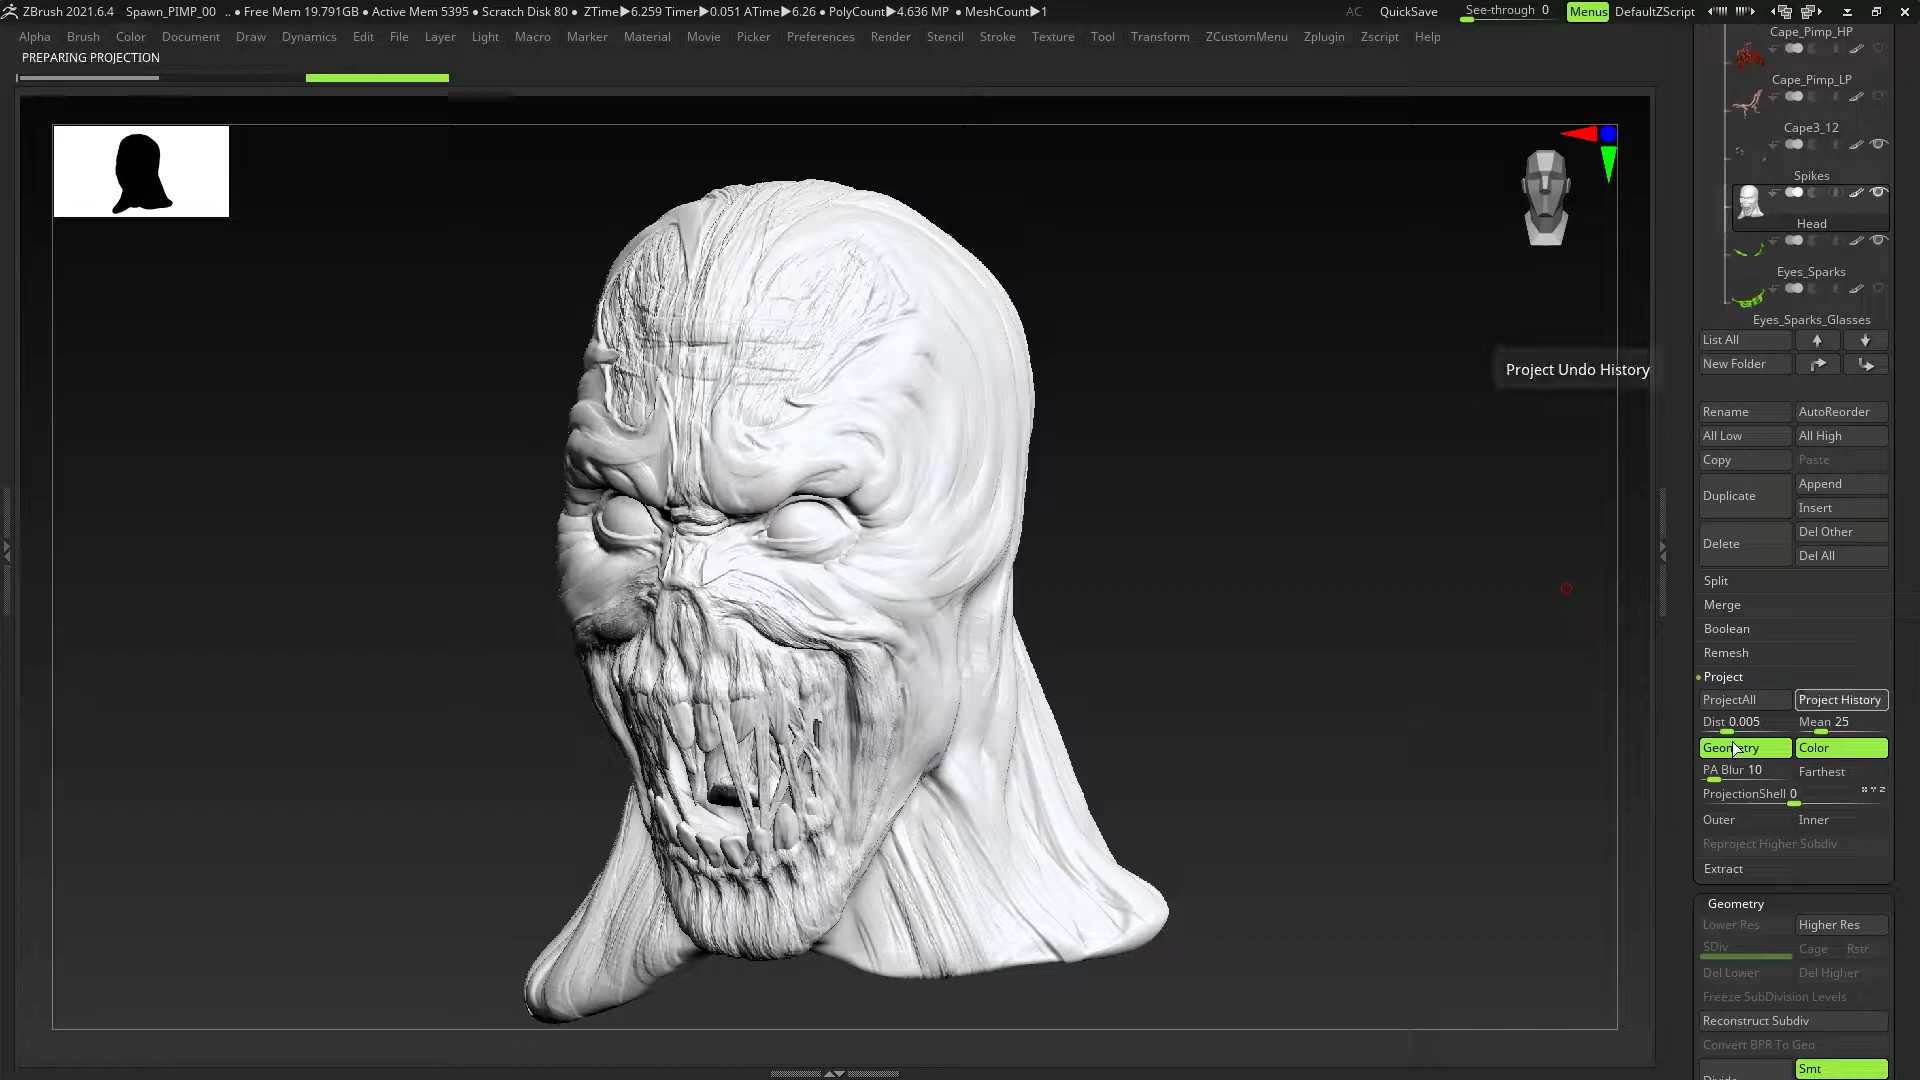 ZBrush 2021.6.4 Spawn_PIMP_00 .. ● Free Mem 19.791GB ● Active Mem 5395 ● Scratch Disk 80 ● ZTime▶6.259 Timer▶0.051 ATime▶6.26 ● PolyCount▶4.636 MP ● MeshCount▶1 AC QuickSave See-through 0 Menus DefaultZScript
Alpha Brush Color Document Draw Dynamics Edit File Layer Light Macro Marker Material Movie Picker Preferences Render Stencil Stroke Texture Tool Transform ZCustomMenu Zplugin Zscript Help
PREPARING PROJECTION
Cape_Pimp_HP
Cape_Pimp_LP
Cape3_12
Spikes
Head
Eyes_Sparks
Eyes_Sparks_Glasses
List All
New Folder
Project Undo History
Rename AutoReorder
All Low All High
Copy Paste
Duplicate Append
Insert
Delete Del Other
Del All
Split
Merge
Boolean
Remesh
Project
ProjectAll Project History
Dist 0.005 Mean 25
Geometry Color
PA Blur 10 Farthest
ProjectionShell 0 X Y Z
Outer Inner
Reproject Higher Subdiv
Extract
Geometry
Lower Res Higher Res
SDiv Cage Rstr
Del Lower Del Higher
Freeze SubDivision Levels
Reconstruct Subdiv
Convert BPR To Geo
Divide Smt